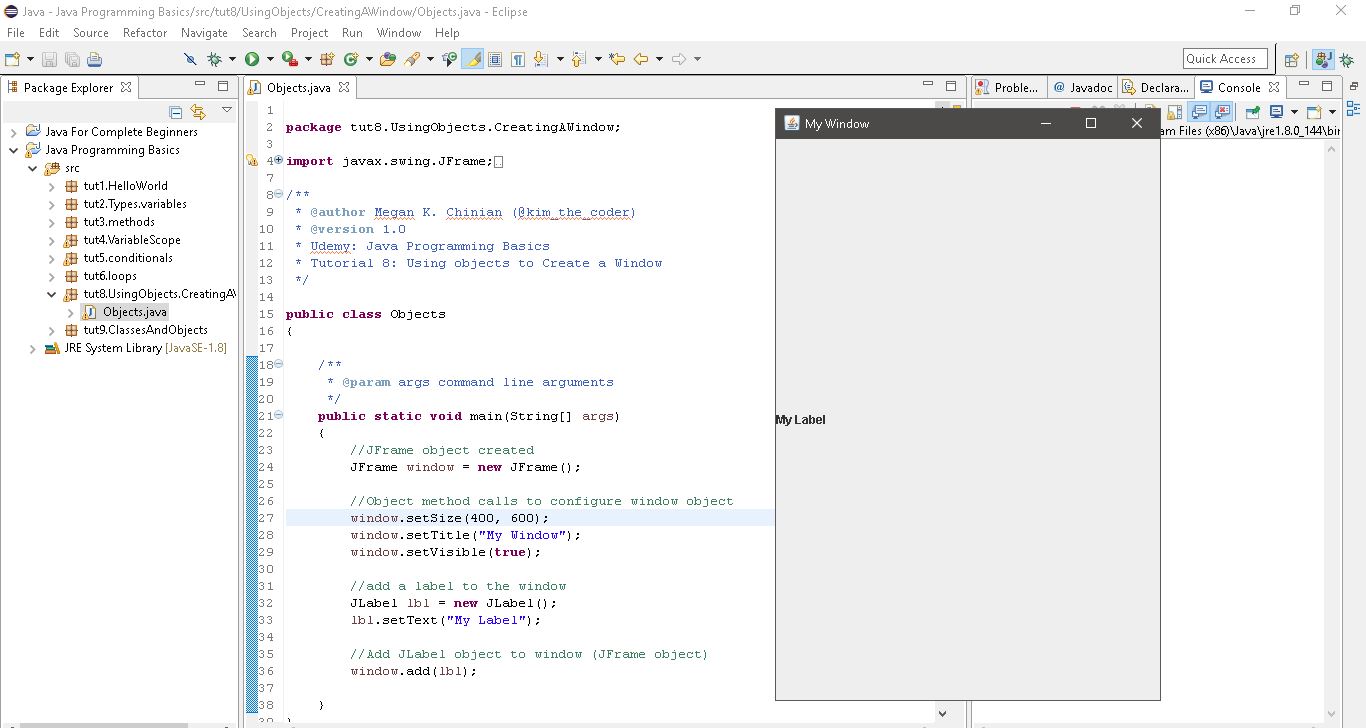 Java - Java Programming Basics/src/tut8/UsingObjects/CreatingAWindow/Objects.java - Eclipse
File Edit Source Refactor Navigate Search Project Run Window Help
Quick Access
Package Explorer
Java For Complete Beginners
Java Programming Basics
src
tut1.HelloWorld
tut2.Types.variables
tut3.methods
tut4.VariableScope
tut5.conditionals
tut6.loops
tut8.UsingObjects.CreatingAW
Objects.java
tut9.ClassesAndObjects
JRE System Library [JavaSE-1.8]
Objects.java
1
2 package tut8.UsingObjects.CreatingAWindow;
3
4 import javax.swing.JFrame;
7
8 /**
9 * @author Megan K. Chinian (@kim_the_coder)
10 * @version 1.0
11 * Udemy: Java Programming Basics
12 * Tutorial 8: Using objects to Create a Window
13 */
14
15 public class Objects
16 {
17
18 /**
19 * @param args command line arguments
20 */
21 public static void main(String[] args)
22 {
23 //JFrame object created
24 JFrame window = new JFrame();
25
26 //Object method calls to configure window object
27 window.setSize(400, 600);
28 window.setTitle("My Window");
29 window.setVisible(true);
30
31 //add a label to the window
32 JLabel lbl = new JLabel();
33 lbl.setText("My Label");
34
35 //Add JLabel object to window (JFrame object)
36 window.add(lbl);
37
38 }
Proble... @ Javadoc Declara... Console
am Files (x86)\Java\jre1.8.0_144\bin
My Window
My Label